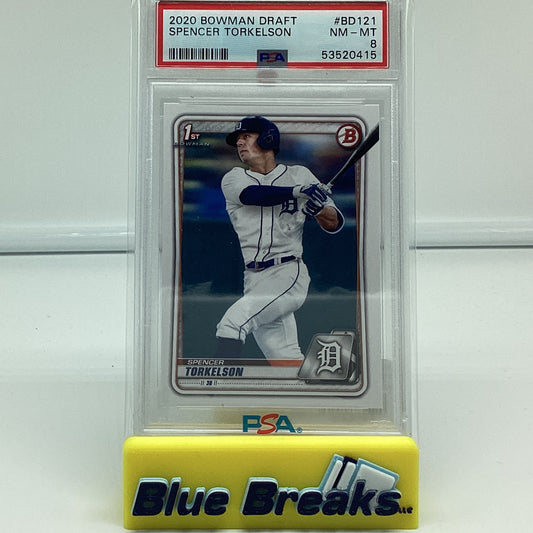 2020 BOWMAN DRAFT #BD121
SPENCER TORKELSON NM - MT
8
PSA 53520415
1ST
BOWMAN
B
D
D
SPENCER
TORKELSON
3B
PSA
Blue Breaks LLC